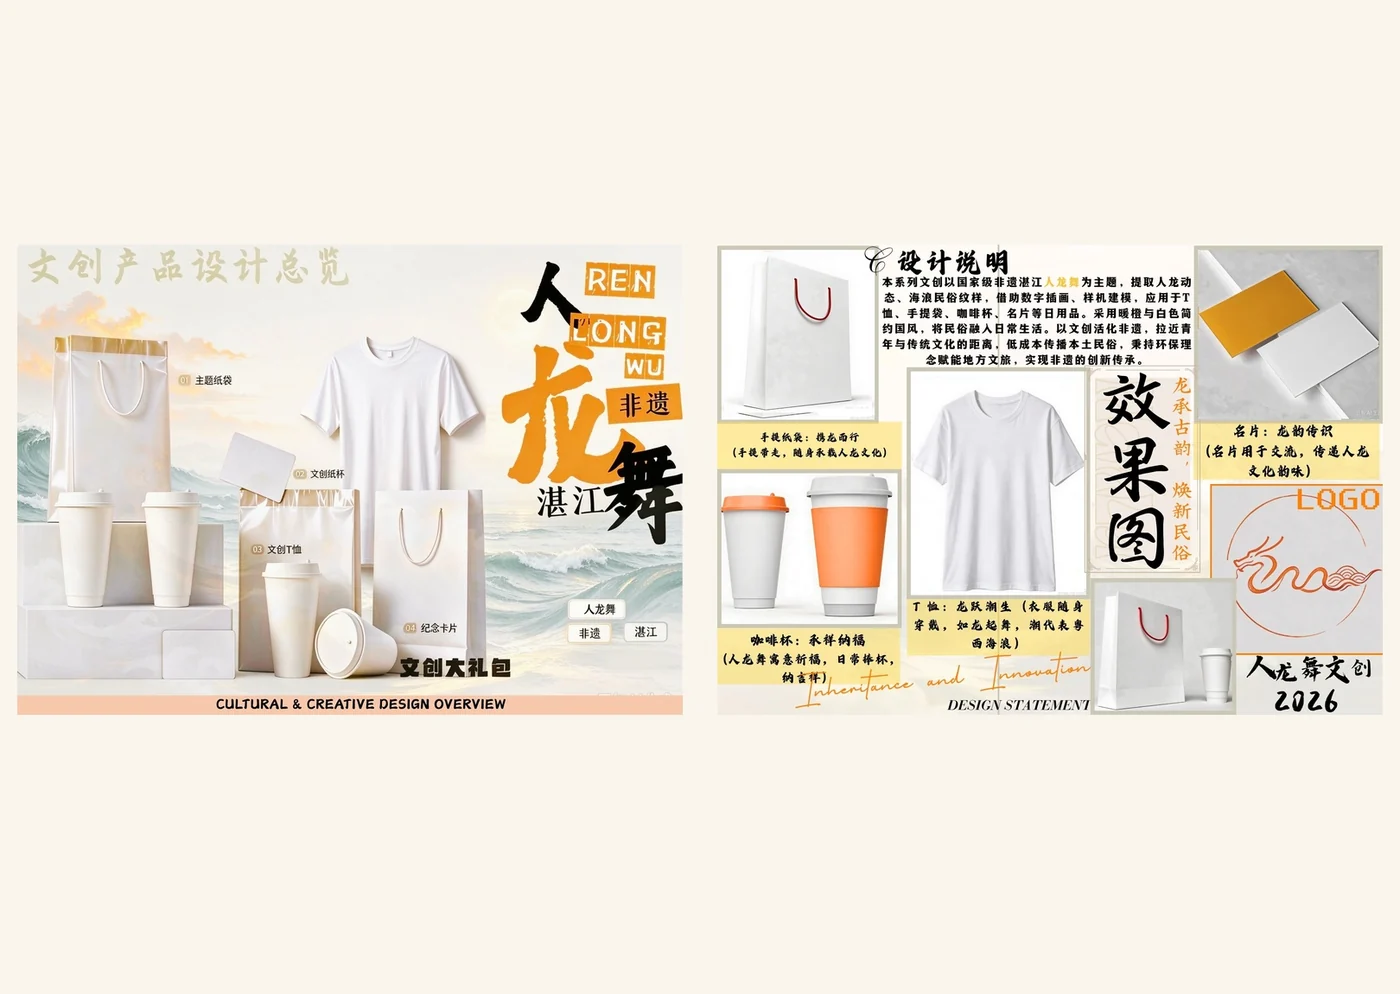 文创产品设计总览
人 REN
LONG
WU
龙
非遗
舞
湛江
01 主题纸袋
02 文创纸杯
03 文创T恤
04 纪念卡片
人龙舞
非遗 湛江
文创大礼包
CULTURAL & CREATIVE DESIGN OVERVIEW
C 设计说明
本系列文创以国家级非遗湛江人龙舞为主题，提取人龙动
态、海浪民俗纹样，借助数字插画、样机建模，应用于T
恤、手提袋、咖啡杯、名片等日用品。采用暖橙与白色简
约国风，将民俗融入日常生活。以文创活化非遗，拉近青
年与传统文化的距离，低成本传播本土民俗，秉持环保理
念赋能地方文旅，实现非遗的创新传承。
手提纸袋：携龙而行
(手提带走，随身承载人龙文化)
咖啡杯：承祥纳福
(人龙舞寓意祈福，日常捧杯，
纳吉祥)
T 恤：龙跃潮生（衣服随身
穿戴，如龙起舞，潮代表粤
西海浪）
效果图
龙承古韵，焕新民俗
名片：龙韵传识
(名片用于交流，传递人龙
文化韵味)
LOGO
人龙舞文创
2026
Inheritance and Innovation
DESIGN STATEMENT